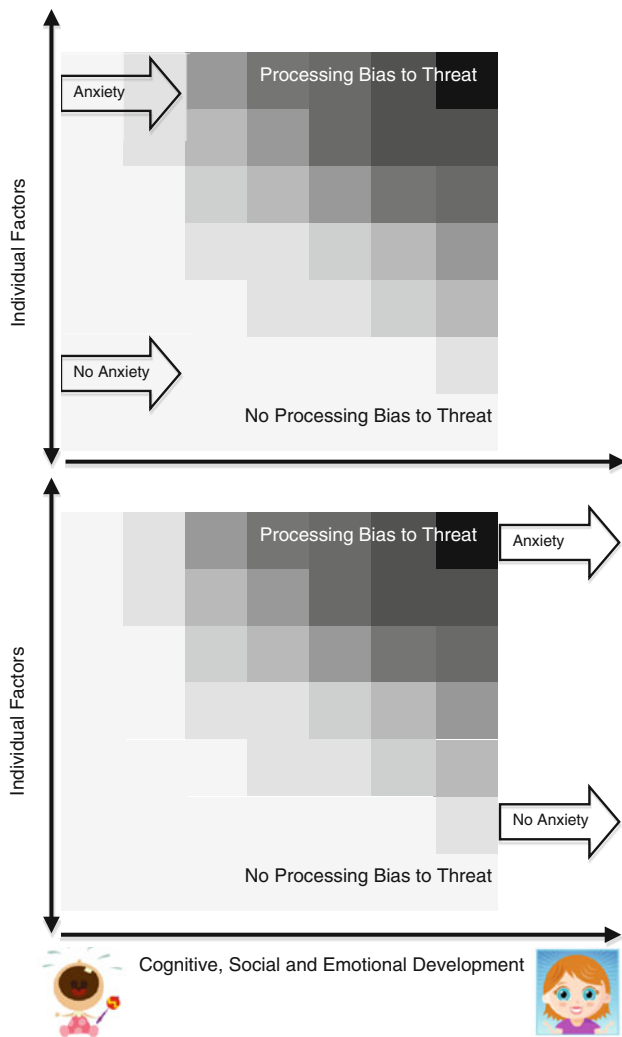 Processing Bias to Threat
Anxiety
Individual Factors
No Anxiety
No Processing Bias to Threat
Processing Bias to Threat
Anxiety
Individual Factors
No Anxiety
No Processing Bias to Threat
Cognitive, Social and Emotional Development